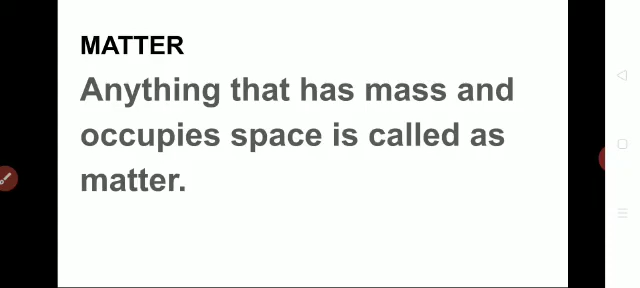 MATTER
Anything that has mass and
occupies space is called as
matter.